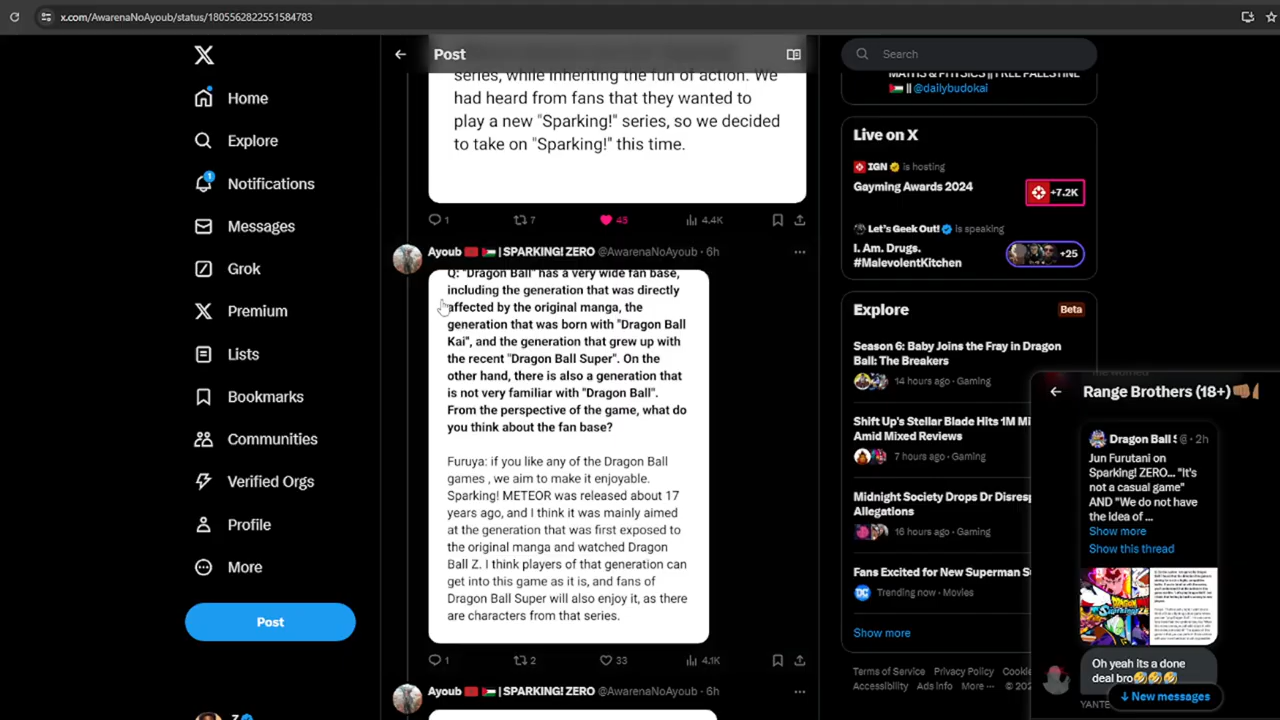 x.com/AwarenaNoAyoub/status/1805562822551584783
Home
Explore
1
Notifications
Messages
Grok
Premium
Lists
Bookmarks
Communities
Verified Orgs
Profile
More
Post
Z
Post
series, while inheriting the fun of action. We
had heard from fans that they wanted to
play a new "Sparking!" series, so we decided
to take on "Sparking!" this time.
1
7
45
4.4K
Ayoub 🇲🇦 🇵🇸 | SPARKING! ZERO @AwarenaNoAyoub · 6h
Q: "Dragon Ball" has a very wide fan base,
including the generation that was directly
affected by the original manga, the
generation that was born with "Dragon Ball
Kai", and the generation that grew up with
the recent "Dragon Ball Super". On the
other hand, there is also a generation that
is not very familiar with "Dragon Ball".
From the perspective of the game, what do
you think about the fan base?
Furuya: if you like any of the Dragon Ball
games , we aim to make it enjoyable.
Sparking! METEOR was released about 17
years ago, and I think it was mainly aimed
at the generation that was first exposed to
the original manga and watched Dragon
Ball Z. I think players of that generation can
get into this game as it is, and fans of
Dragon Ball Super will also enjoy it, as there
are characters from that series.
1
2
33
4.1K
Ayoub 🇲🇦 🇵🇸 | SPARKING! ZERO @AwarenaNoAyoub · 6h
Search
MATHS & PHYSICS || FREE PALESTINE
🇵🇸 || @dailybudokai
Live on X
IGN is hosting
Gayming Awards 2024
+7.2K
Let's Geek Out! is speaking
I. Am. Drugs.
#MalevolentKitchen
+25
Explore
Beta
Season 6: Baby Joins the Fray in Dragon
Ball: The Breakers
14 hours ago · Gaming
Shift Up's Stellar Blade Hits 1M
Amid Mixed Reviews
7 hours ago · Gaming
Midnight Society Drops Dr Disres
Allegations
16 hours ago · Gaming
Fans Excited for New Superman
Trending now · Movies
Show more
Terms of Service Privacy Policy Cookie
Accessibility Ads info More ··· © 202
Range Brothers (18+)
Dragon Ball S @ · 2h
Jun Furutani on
Sparking! ZERO... "It's
not a casual game"
AND "We do not have
the idea of ...
Show more
Show this thread
Oh yeah its a done
deal bro🤣🤣🤣
New messages
YANTE